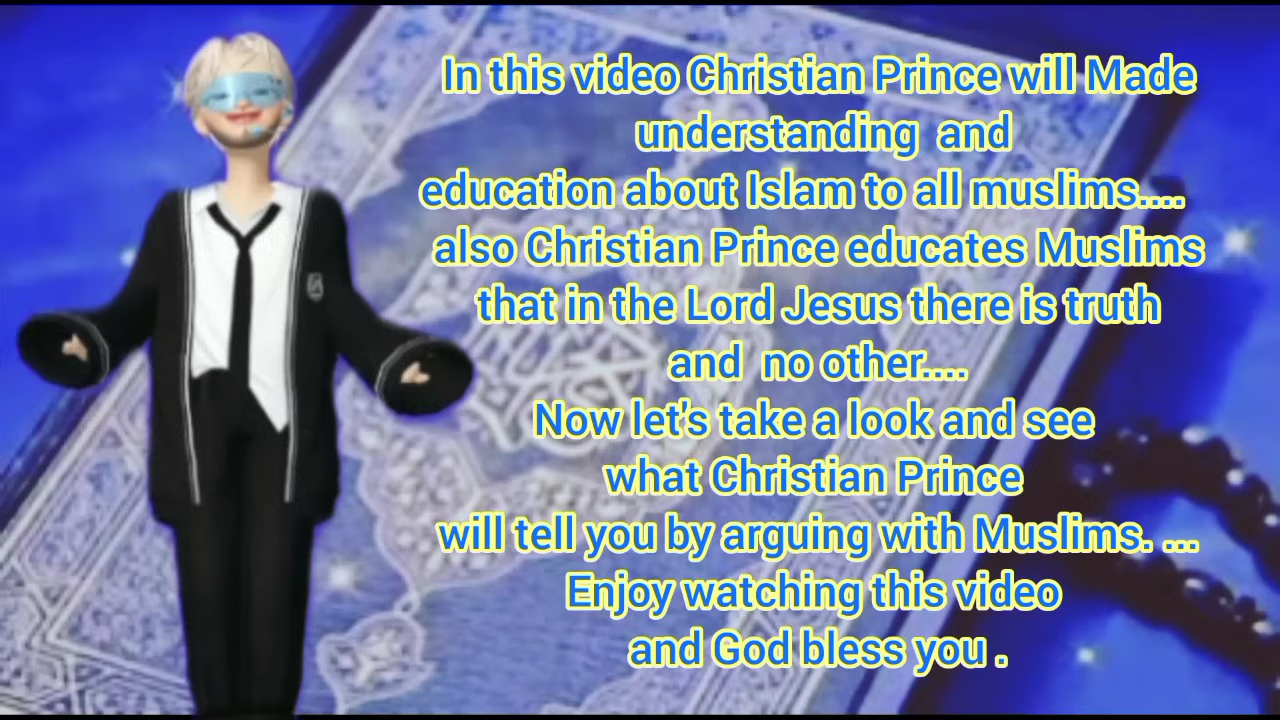 In this video Christian Prince will Made
understanding and
education about Islam to all muslims....
also Christian Prince educates Muslims
that in the Lord Jesus there is truth
and no other....
Now let's take a look and see
what Christian Prince
will tell you by arguing with Muslims. ...
Enjoy watching this video
and God bless you .